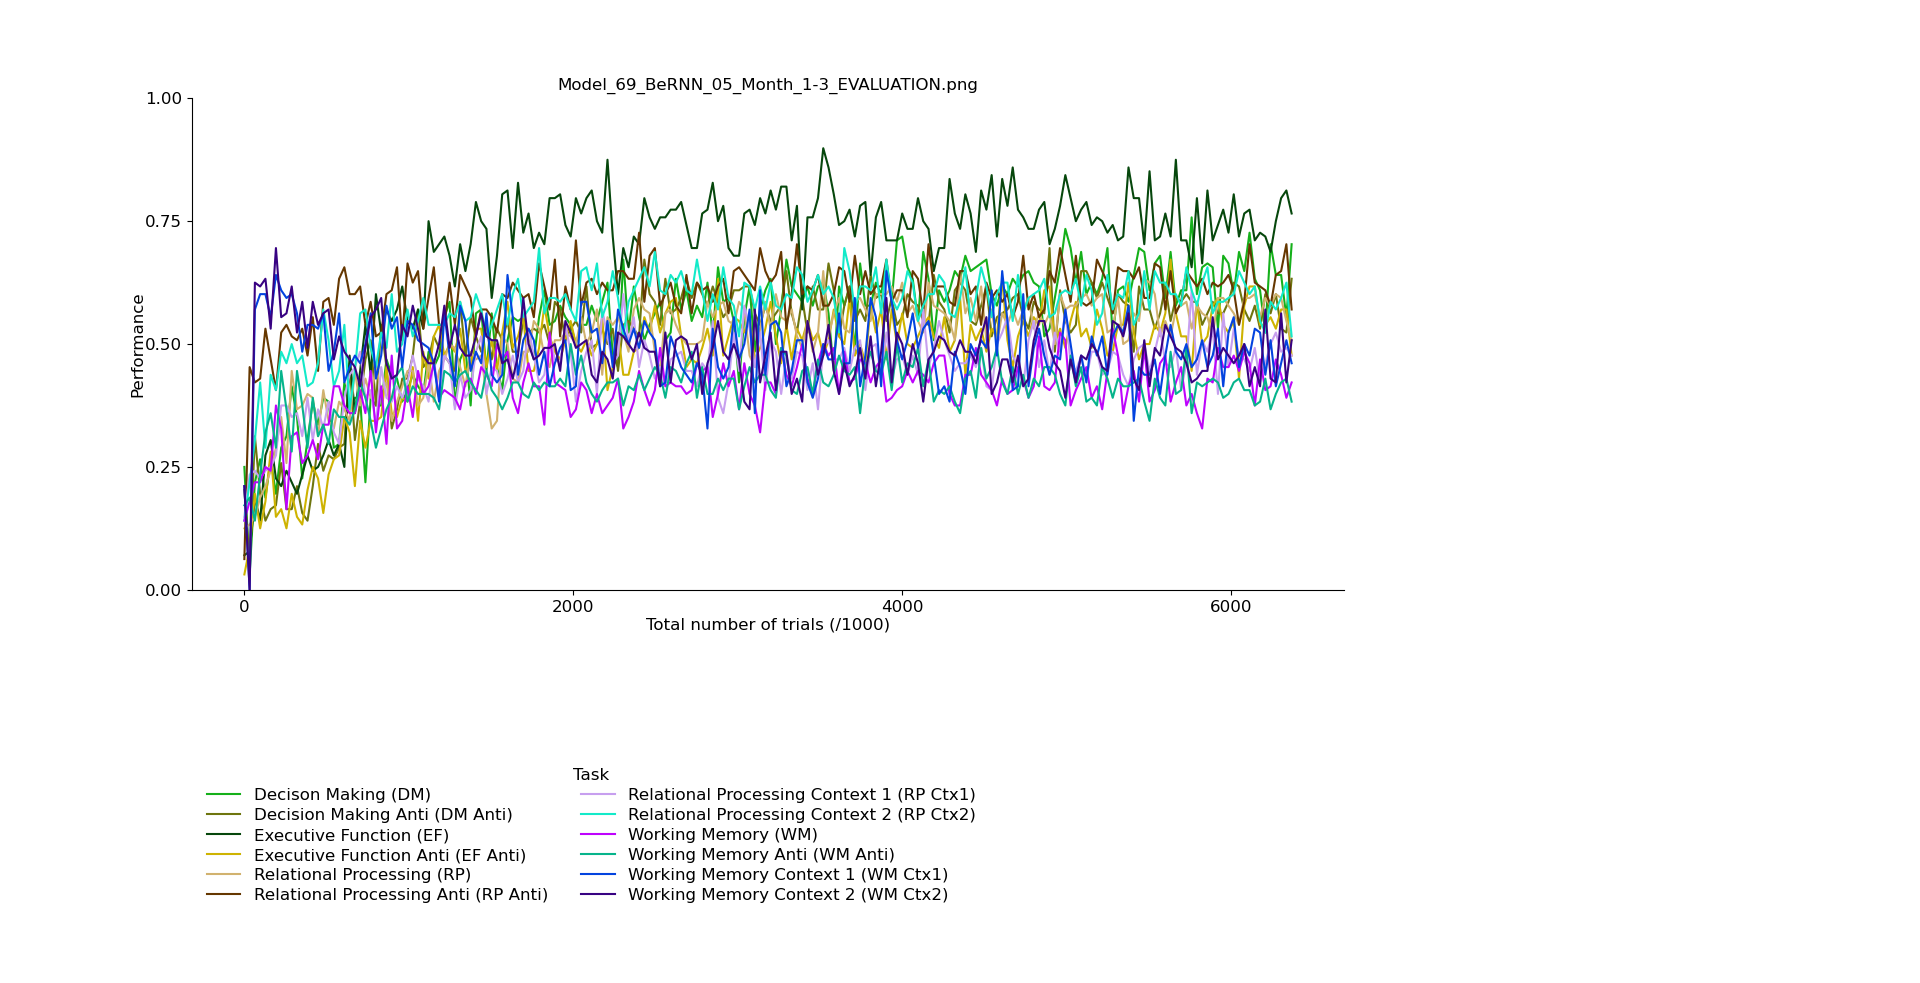 Model_69_BeRNN_05_Month_1-3_EVALUATION.png
1.00
0.75
0.50
0.25
0.00
Performance
0 2000 4000 6000
Total number of trials (/1000)
Task
Decison Making (DM)
Decision Making Anti (DM Anti)
Executive Function (EF)
Executive Function Anti (EF Anti)
Relational Processing (RP)
Relational Processing Anti (RP Anti)
Relational Processing Context 1 (RP Ctx1)
Relational Processing Context 2 (RP Ctx2)
Working Memory (WM)
Working Memory Anti (WM Anti)
Working Memory Context 1 (WM Ctx1)
Working Memory Context 2 (WM Ctx2)